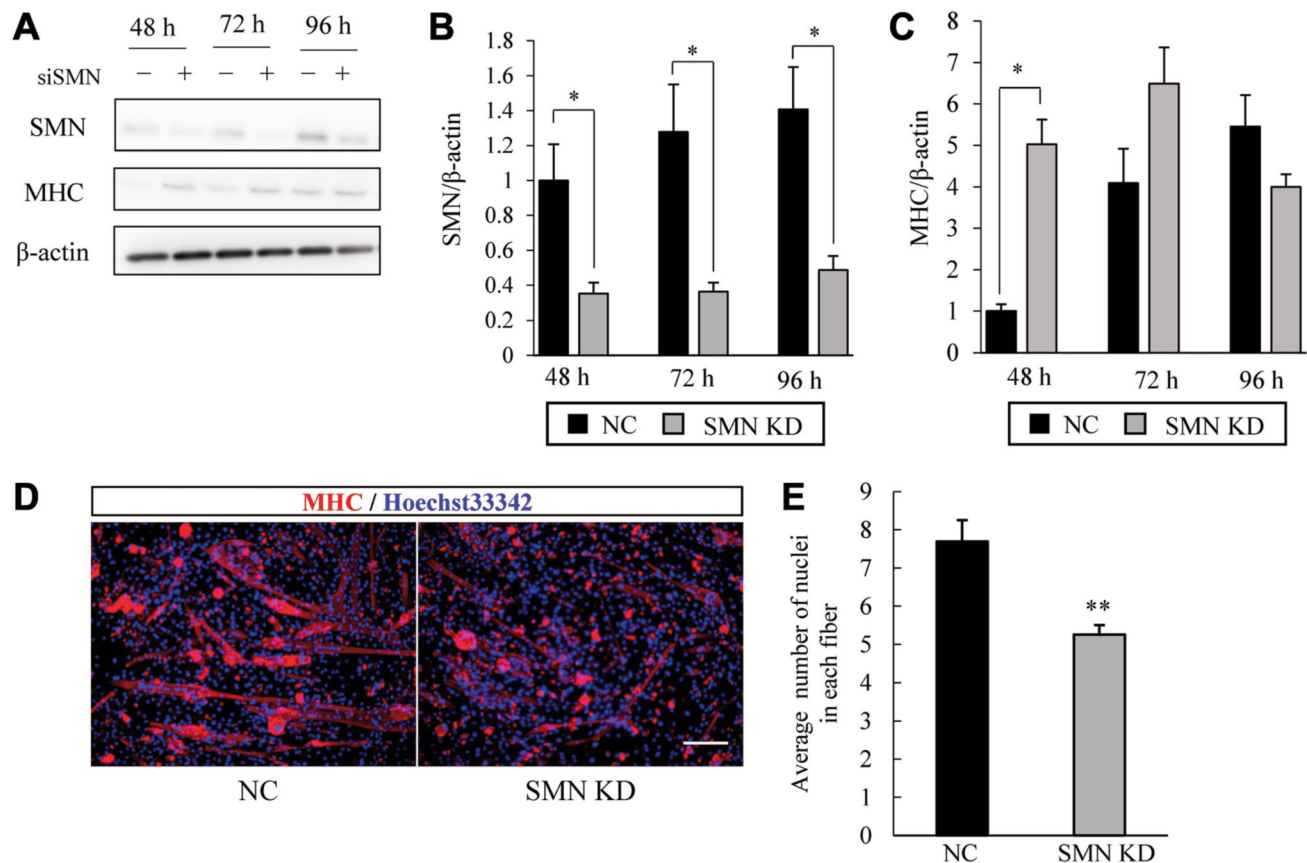 A
48 h 72 h 96 h
siSMN − + − + − +
SMN
MHC
β-actin
B
SMN/β-actin
1.8
1.6
1.4
1.2
1
0.8
0.6
0.4
0.2
0
* * *
48 h 72 h 96 h
NC SMN KD
C
MHC/β-actin
8
7
6
5
4
3
2
1
0
*
48 h 72 h 96 h
NC SMN KD
D
MHC / Hoechst33342
NC SMN KD
E
Average number of nuclei
in each fiber
9
8
7
6
5
4
3
2
1
0
**
NC SMN KD